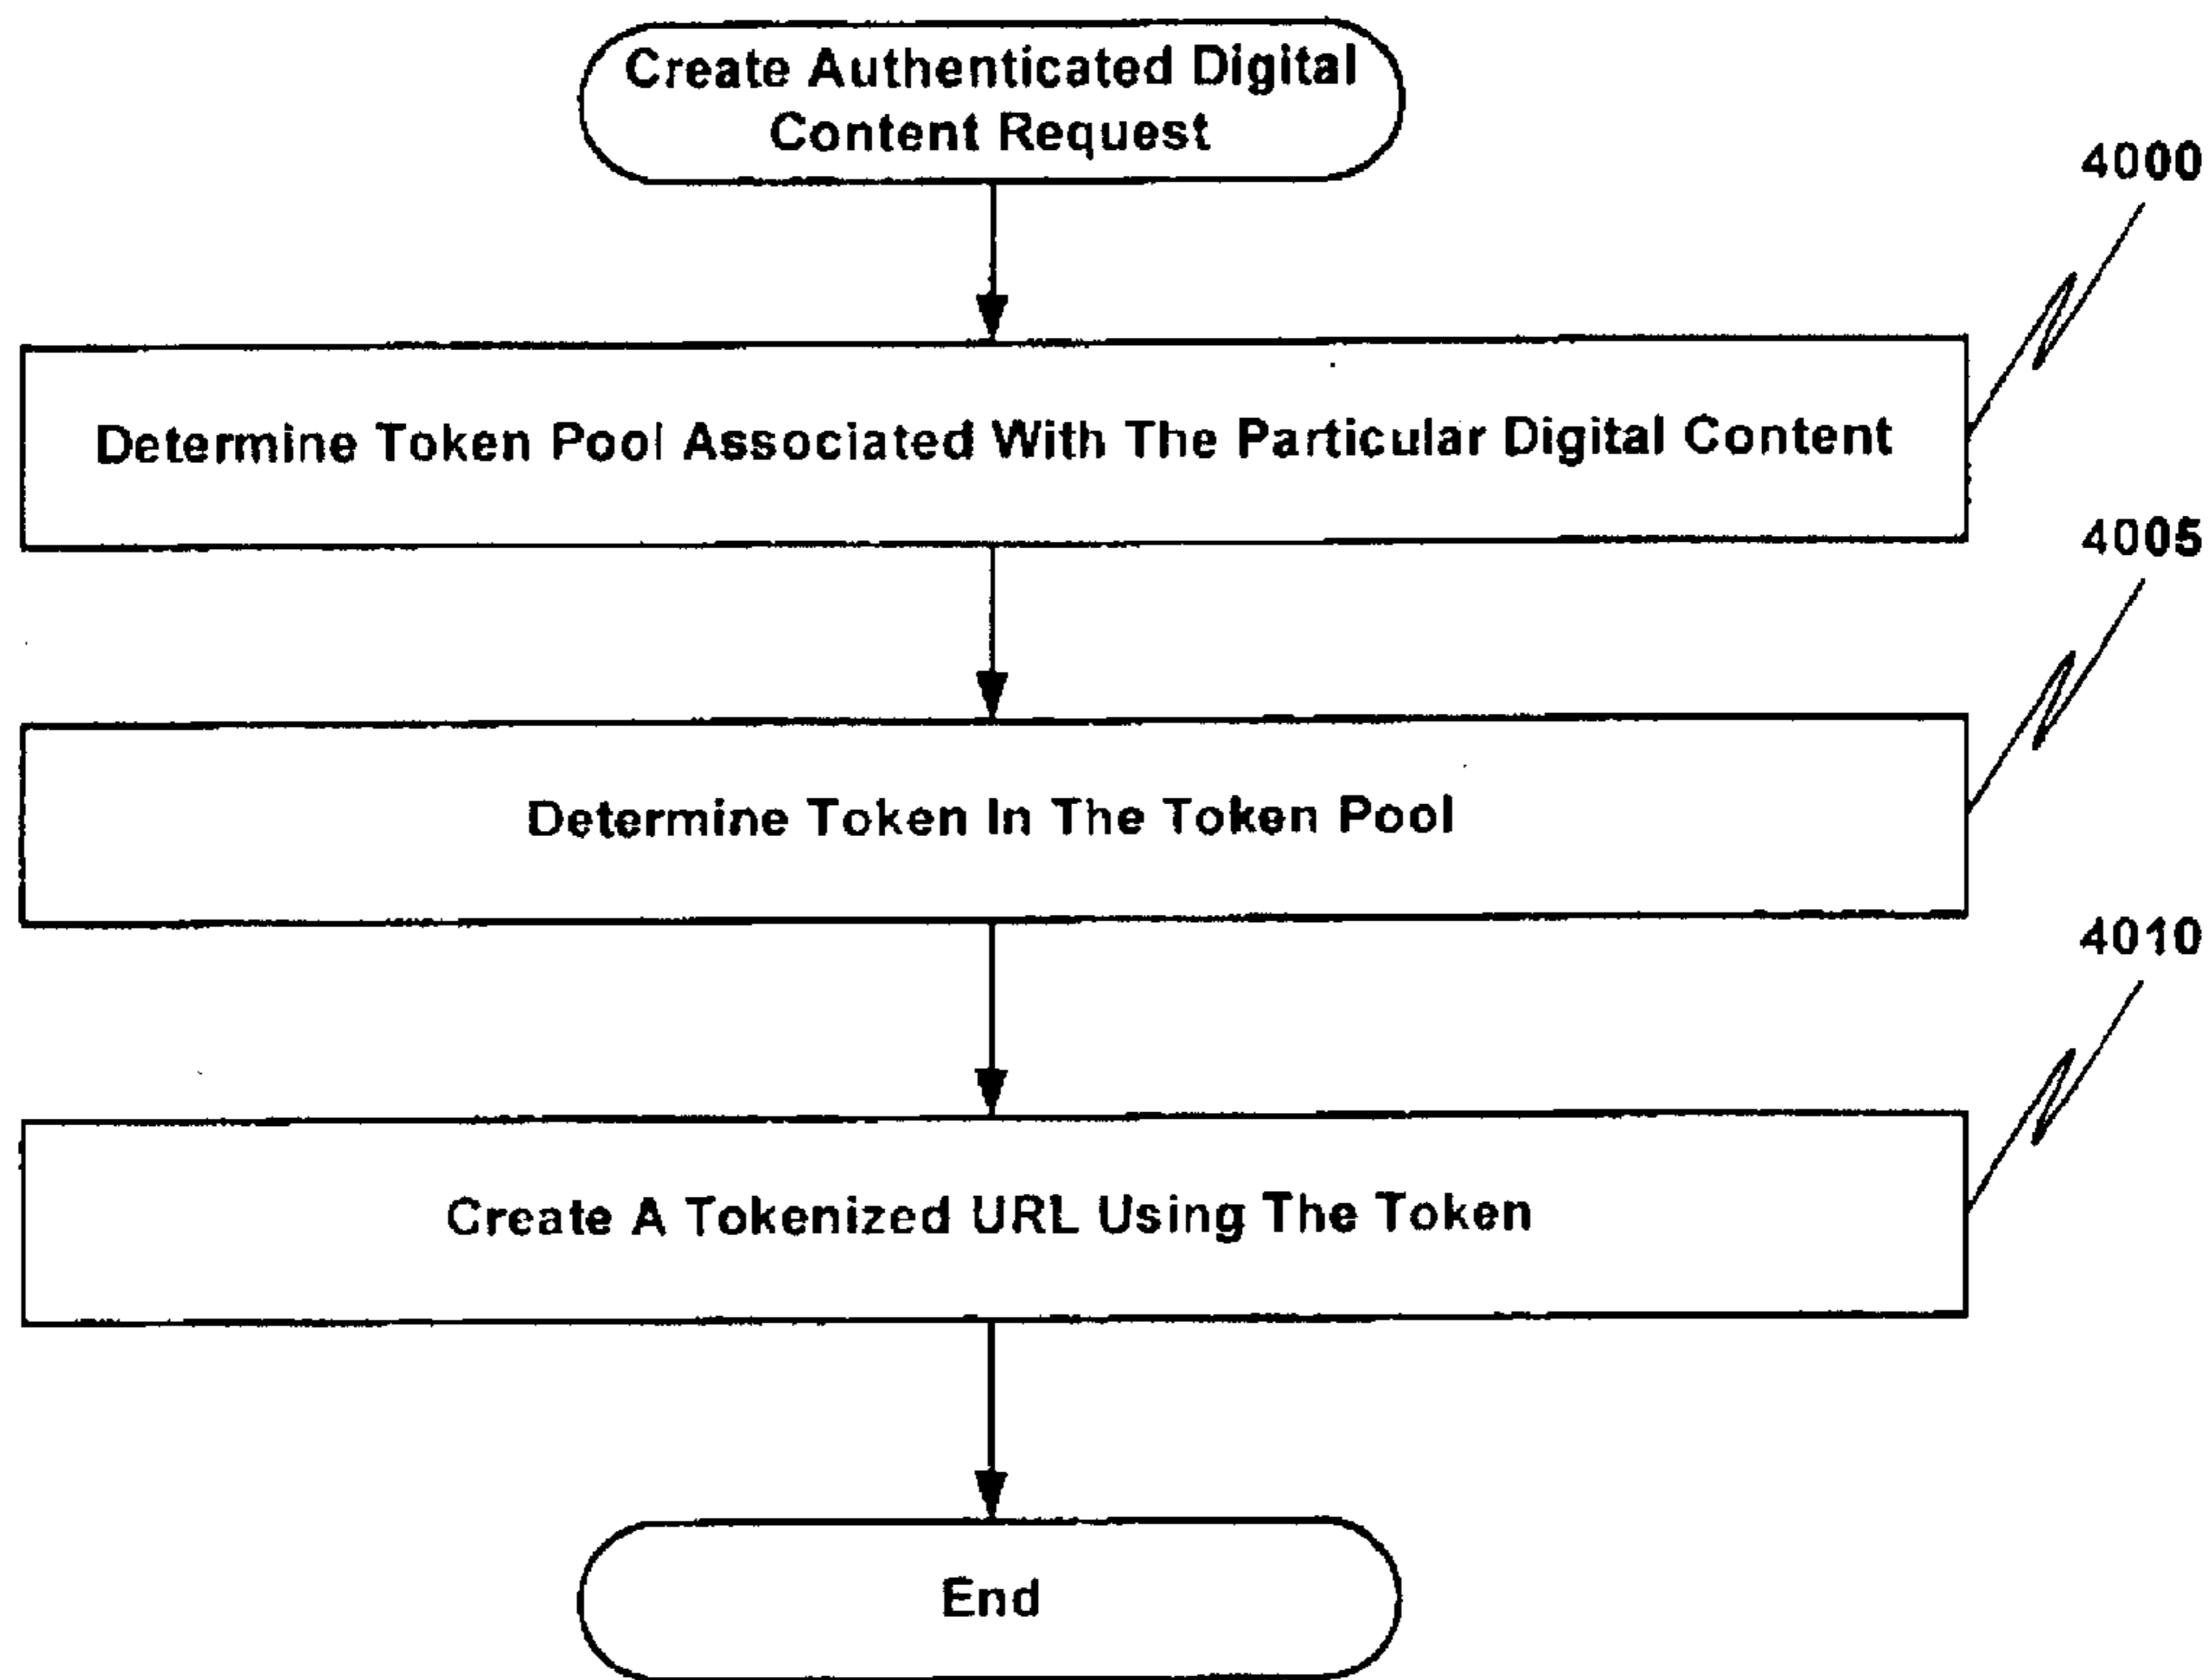 Create Authenticated Digital
Content Request
4000
Determine Token Pool Associated With The Particular Digital Content
4005
Determine Token In The Token Pool
4010
Create A Tokenized URL Using The Token
End